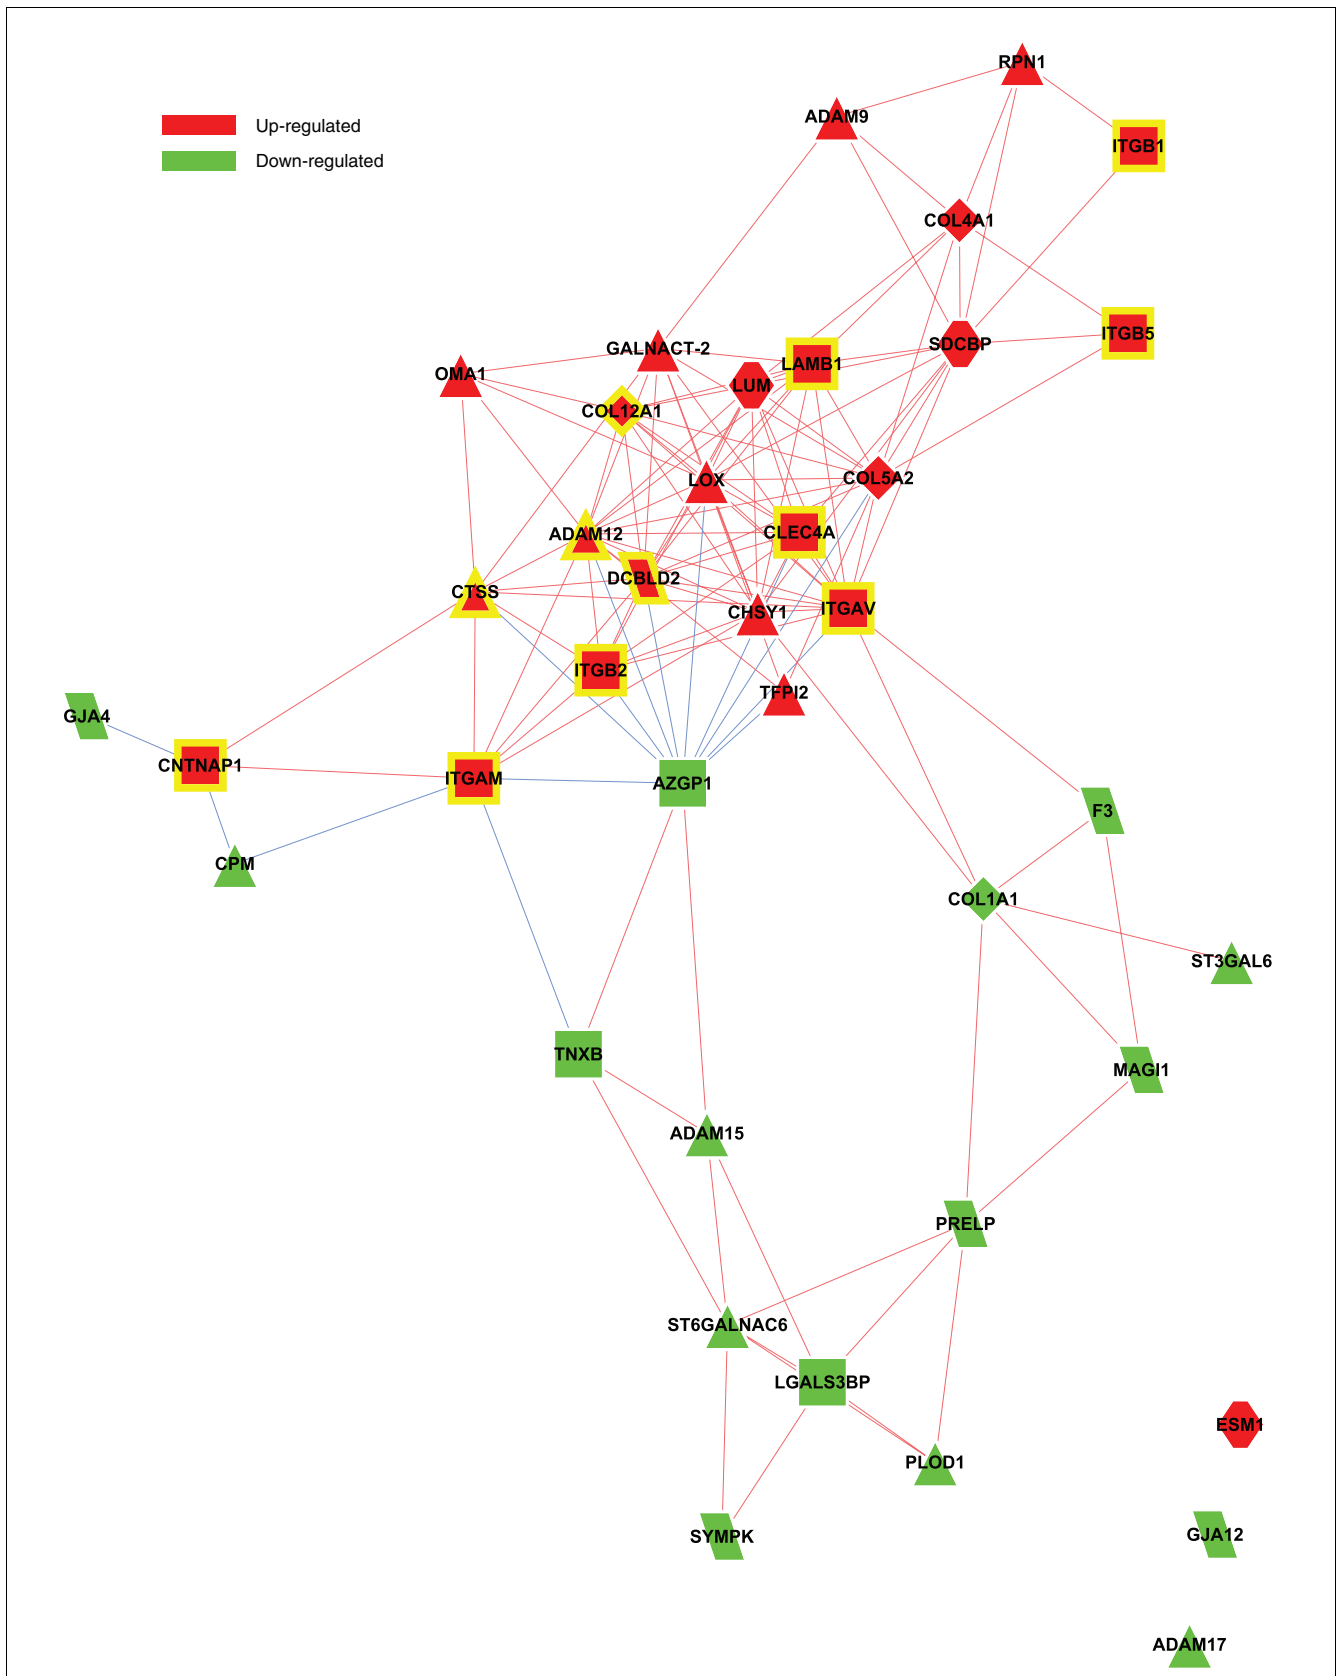 RPN1
ADAM9
Up-regulated
ITGB1
Down-regulated
COL4A1
ITGB5
SDCBP
GALNACT-2
LAMB1
OMA1
LUM
COL12A1
COL5A2
LOX
CLEC4A
ADAM12
DCBLD2
CTSS
ITGAV
CHSY1
ITGB2
TFPI2
GJA4
CNTNAP1
ITGAM
AZGP1
F3
CPM
COL1A1
ST3GAL6
TNXB
MAGI1
ADAM15
PRELP
ST6GALNAC6
LGALS3BP
ESM1
PLOD1
GJA12
SYMPK
ADAM17